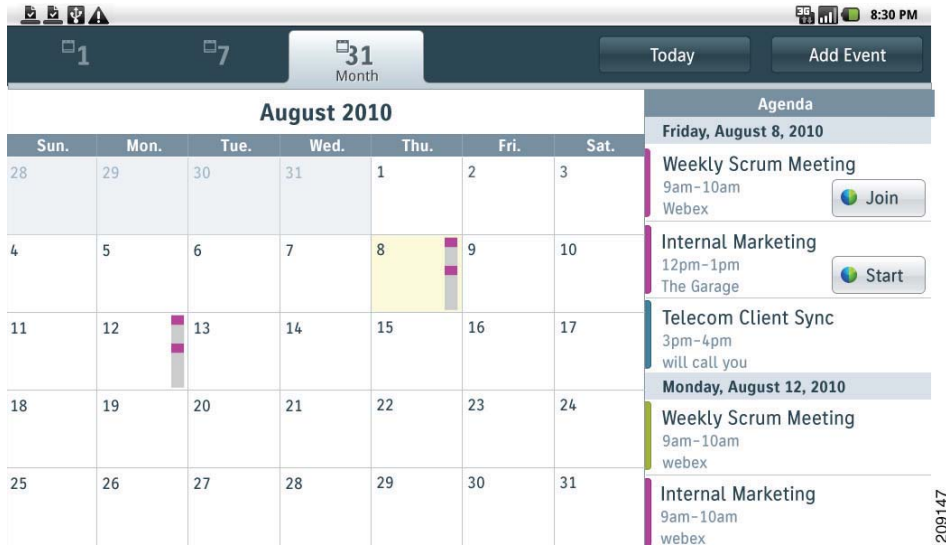 3G 8:30 PM
1 7 31 Today Add Event
Month
August 2010
Sun. Mon. Tue. Wed. Thu. Fri. Sat.
28 29 30 31 1 2 3
4 5 6 7 8 9 10
11 12 13 14 15 16 17
18 19 20 21 22 23 24
25 26 27 28 29 30 31
Agenda
Friday, August 8, 2010
Weekly Scrum Meeting
9am-10am
Webex
Join
Internal Marketing
12pm-1pm
The Garage
Start
Telecom Client Sync
3pm-4pm
will call you
Monday, August 12, 2010
Weekly Scrum Meeting
9am-10am
webex
Internal Marketing
9am-10am
webex
209147